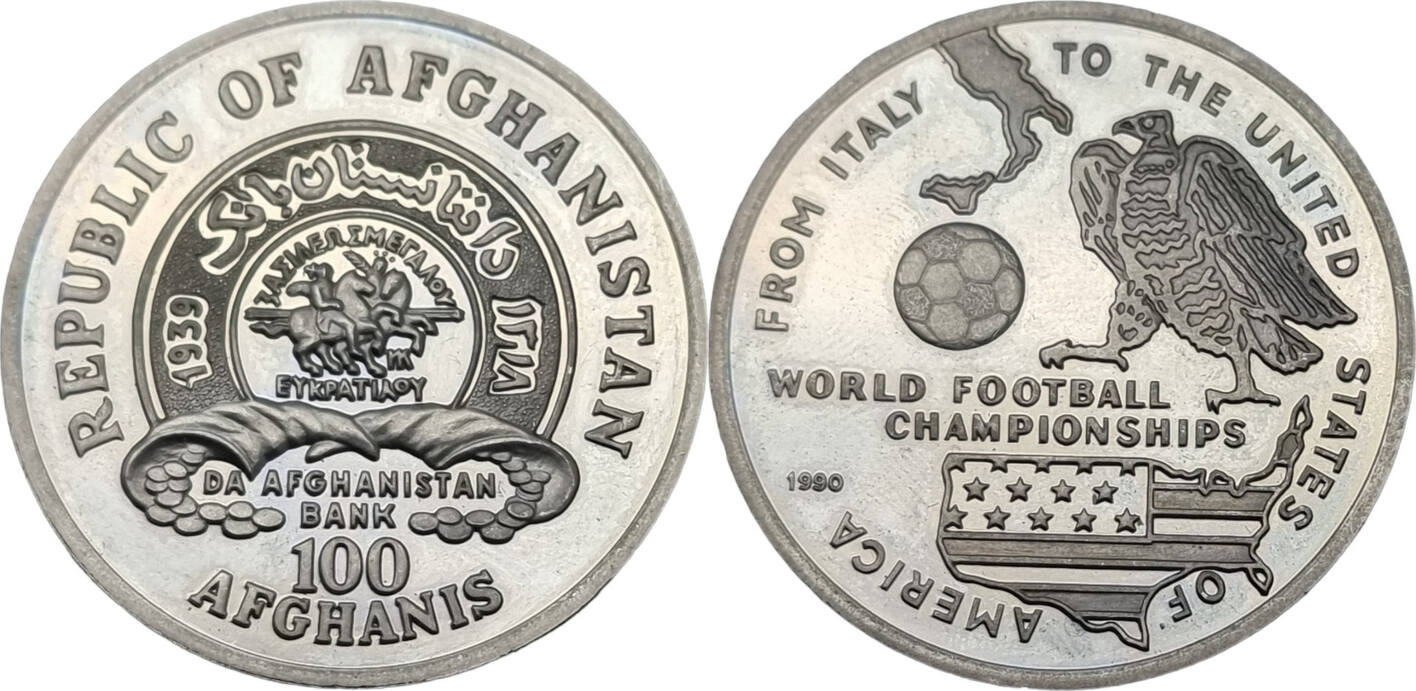 REPUBLIC OF AFGHANISTAN
د افغانستان بانک
1939
۱۳۱۸
ΒΑΣΙΛΕΩΣ ΜΕΓΑΛΟΥ
ΕΥΚΡΑΤΙΔΟΥ
DA AFGHANISTAN
BANK
100
AFGHANIS
FROM ITALY TO THE UNITED STATES OF AMERICA
WORLD FOOTBALL
CHAMPIONSHIPS
1990